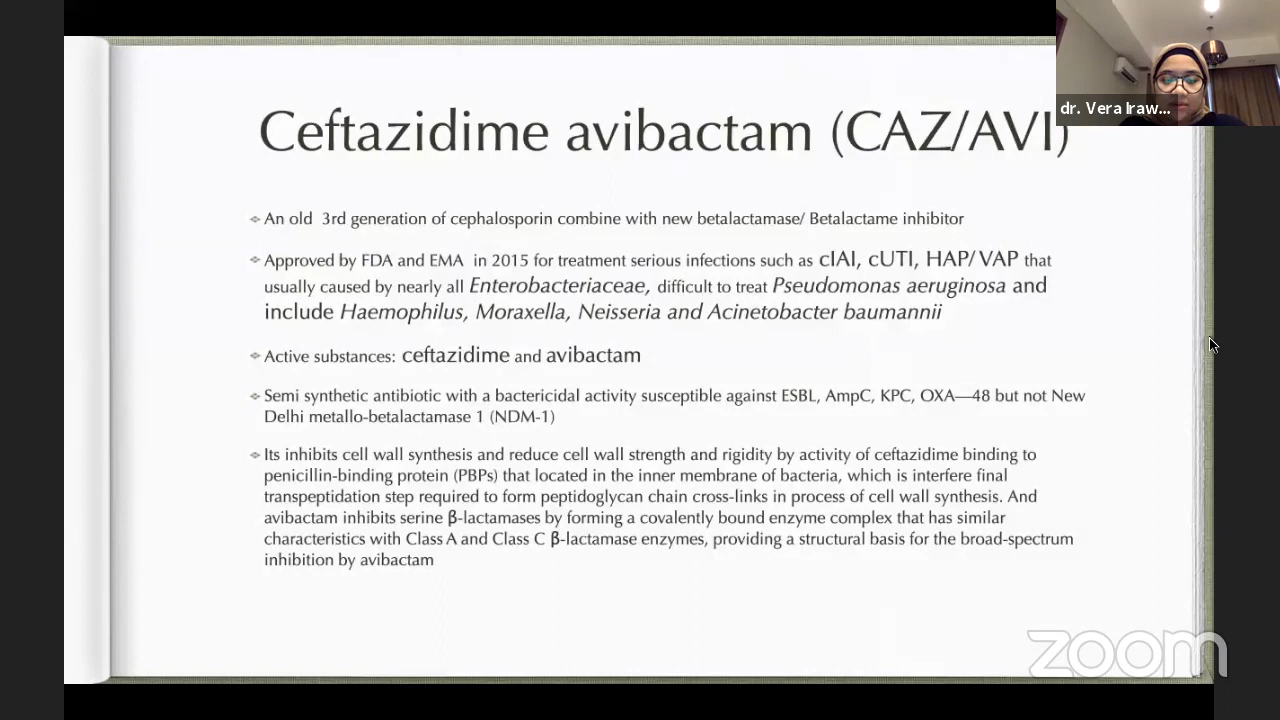 Ceftazidime avibactam (CAZ/AVI)
dr. Vera Iraw...
An old 3rd generation of cephalosporin combine with new betalactamase/ Betalactame inhibitor
Approved by FDA and EMA in 2015 for treatment serious infections such as cIAI, cUTI, HAP/ VAP that
usually caused by nearly all Enterobacteriaceae, difficult to treat Pseudomonas aeruginosa and
include Haemophilus, Moraxella, Neisseria and Acinetobacter baumannii
Active substances: ceftazidime and avibactam
Semi synthetic antibiotic with a bactericidal activity susceptible against ESBL, AmpC, KPC, OXA—48 but not New
Delhi metallo-betalactamase 1 (NDM-1)
Its inhibits cell wall synthesis and reduce cell wall strength and rigidity by activity of ceftazidime binding to
penicillin-binding protein (PBPs) that located in the inner membrane of bacteria, which is interfere final
transpeptidation step required to form peptidoglycan chain cross-links in process of cell wall synthesis. And
avibactam inhibits serine β-lactamases by forming a covalently bound enzyme complex that has similar
characteristics with Class A and Class C β-lactamase enzymes, providing a structural basis for the broad-spectrum
inhibition by avibactam
zoom